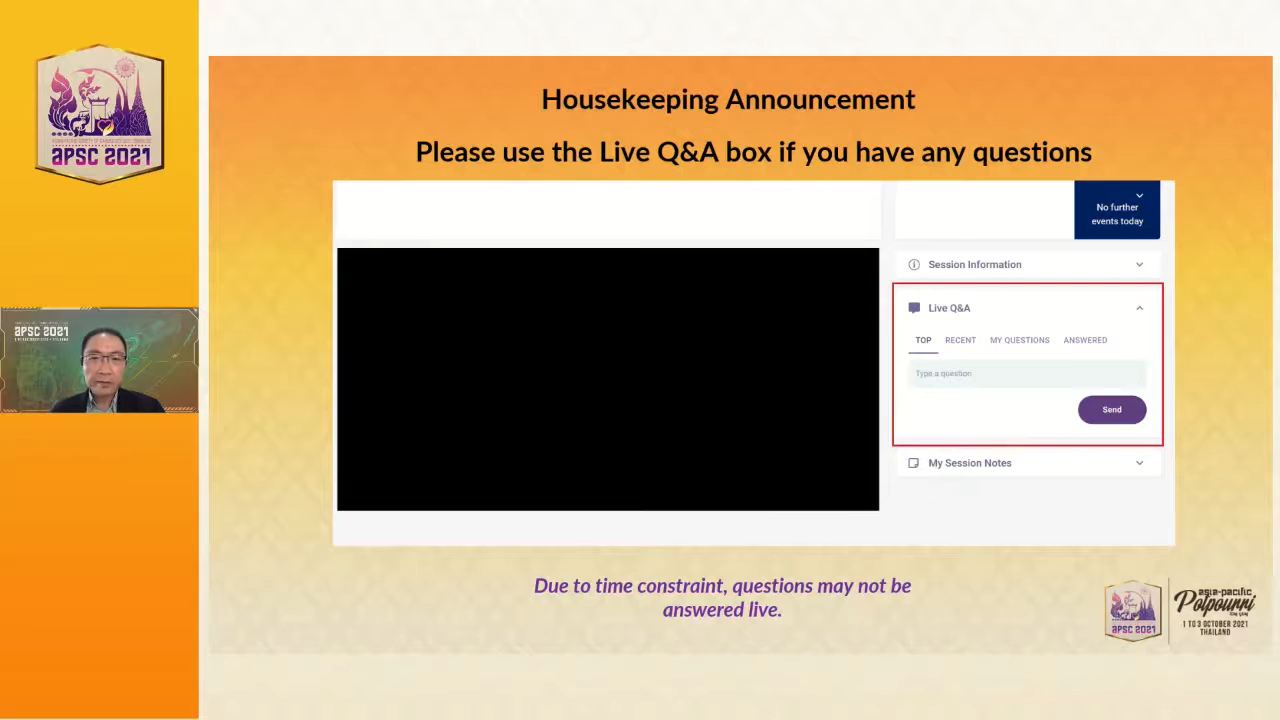 APSC 2021
Housekeeping Announcement
Please use the Live Q&A box if you have any questions
No further
events today
Session Information
Live Q&A
TOP RECENT MY QUESTIONS ANSWERED
Type a question
Send
My Session Notes
APSC 2021
Due to time constraint, questions may not be
answered live.
APSC 2021
asia-pacific
Potpourri
1 TO 3 OCTOBER 2021
THAILAND